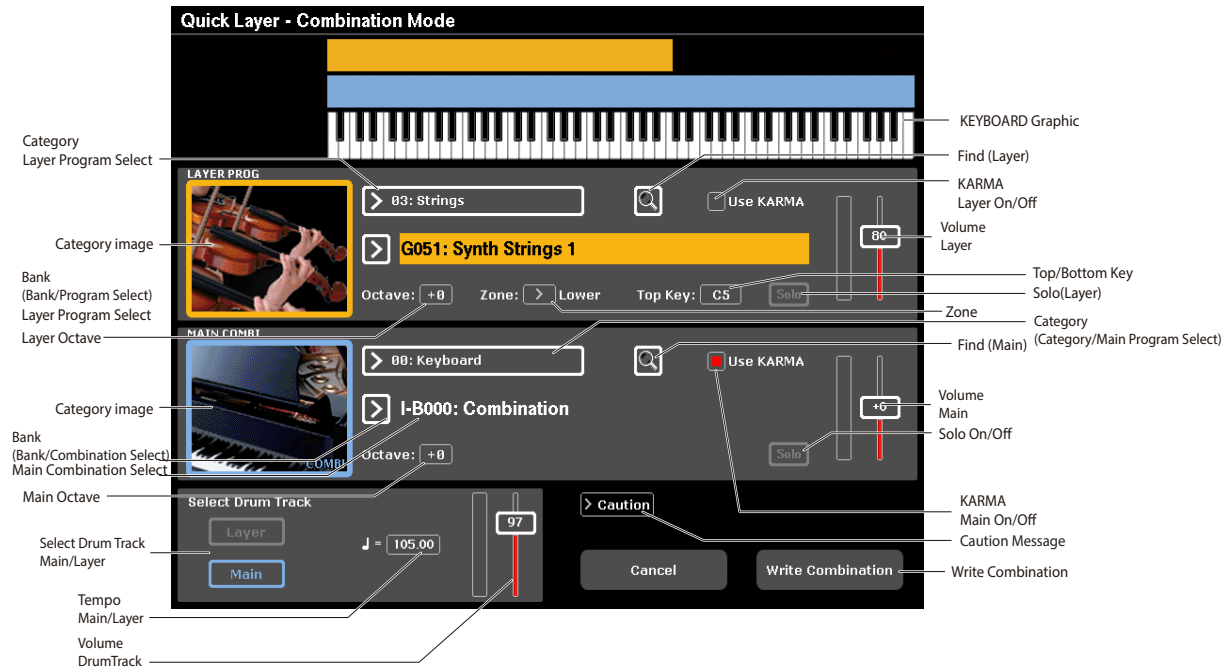 Quick Layer - Combination Mode
KEYBOARD Graphic
Category
Layer Program Select
Find (Layer)
LAYER PROG
03: Strings
Use KARMA
KARMA
Layer On/Off
80
Volume
Layer
Category image
G051: Synth Strings 1
Bank
(Bank/Program Select)
Layer Program Select
Octave: +0 Zone: > Lower Top Key: C5 Solo
Top/Bottom Key
Solo(Layer)
Zone
Layer Octave
MAIN COMBI
Category
(Category/Main Program Select)
Find (Main)
00: Keyboard
Use KARMA
Category image
I-B000: Combination
+0
Volume
Main
Solo On/Off
Bank
(Bank/Combination Select)
Main Combination Select
COMBI
Octave: +0
Solo
Main Octave
Select Drum Track
97
> Caution
KARMA
Main On/Off
Caution Message
Layer
Select Drum Track
Main/Layer
♩ = 105.00
Main
Cancel
Write Combination
Write Combination
Tempo
Main/Layer
Volume
DrumTrack